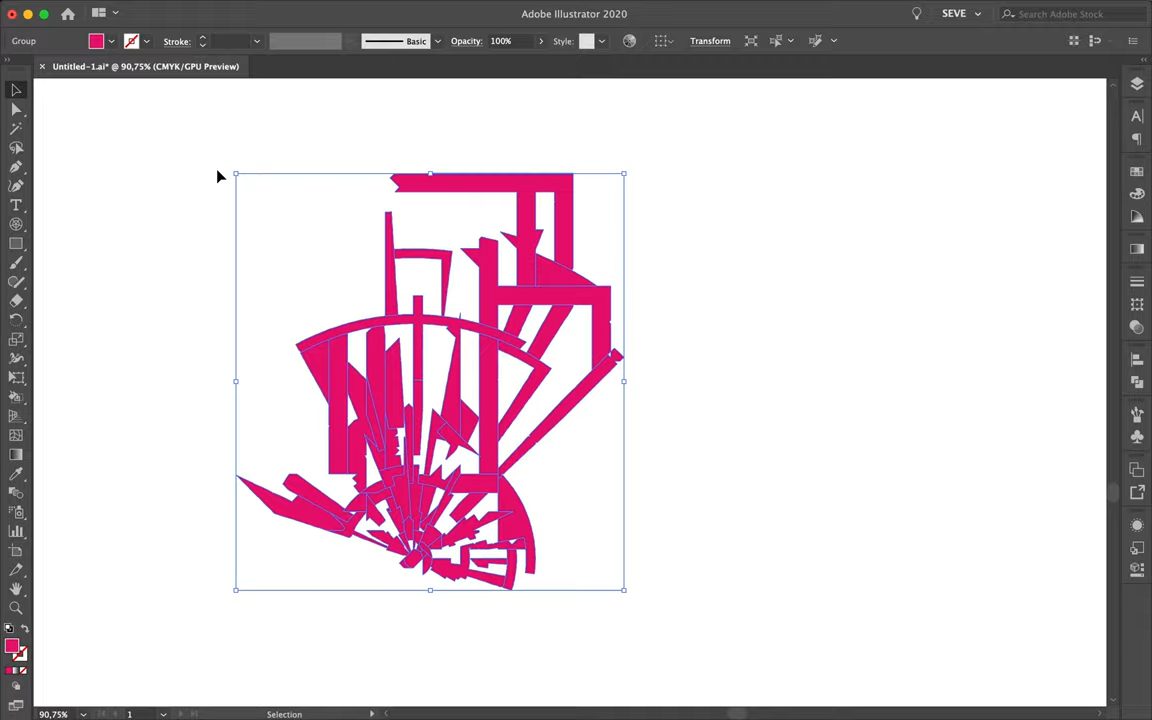 Adobe Illustrator 2020
SEVE
Search Adobe Stock
Group
Stroke:
Basic
Opacity:
100%
Style:
Transform
× Untitled-1.ai* @ 90,75% (CMYK/GPU Preview)
90,75%
1
Selection